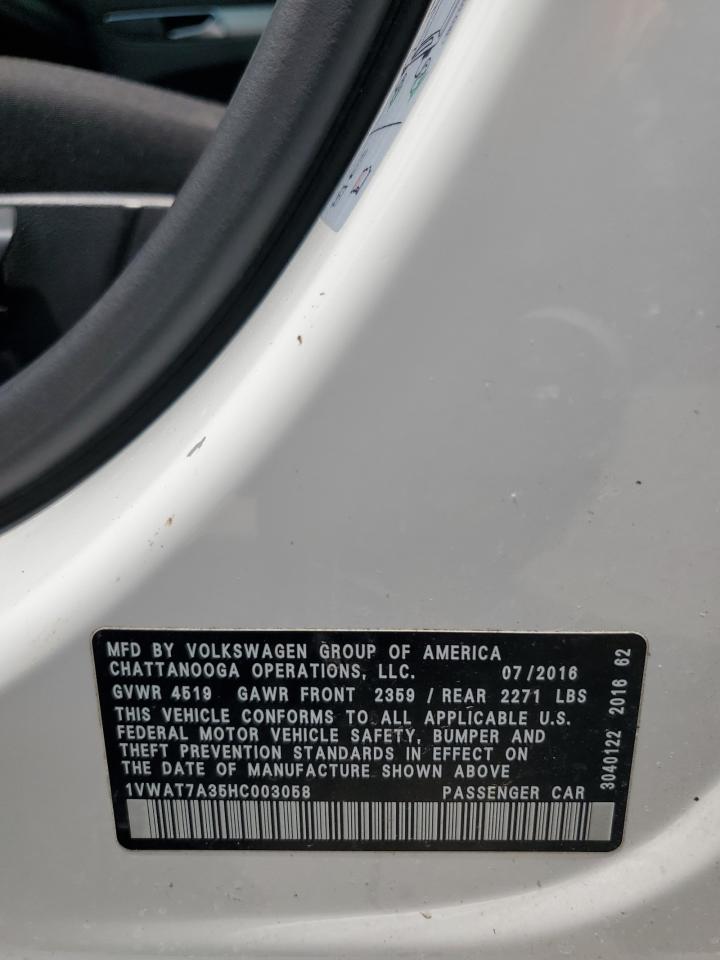 MFD BY VOLKSWAGEN GROUP OF AMERICA
CHATTANOOGA OPERATIONS, LLC. 07/2016
GVWR 4519 GAWR FRONT 2359 / REAR 2271 LBS
THIS VEHICLE CONFORMS TO ALL APPLICABLE U.S.
FEDERAL MOTOR VEHICLE SAFETY, BUMPER AND
THEFT PREVENTION STANDARDS IN EFFECT ON
THE DATE OF MANUFACTURE SHOWN ABOVE
1VWAT7A35HC003058 PASSENGER CAR
3040122 2016 62